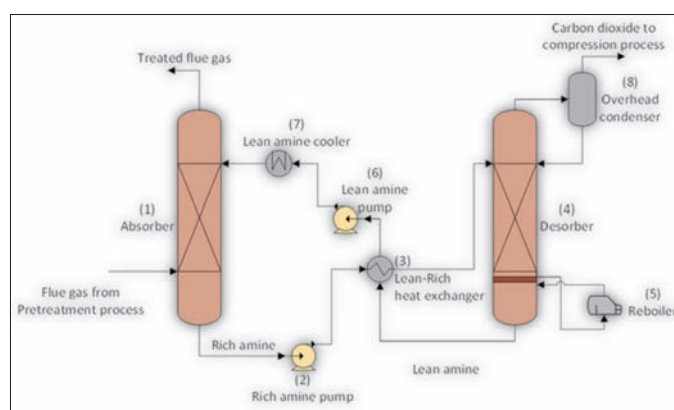 Carbon dioxide to
compression process
Treated flue gas
(8)
Overhead
condenser
(7)
Lean amine cooler
(6)
Lean amine
pump
(1)
Absorber
(4)
Desorber
(3)
Lean-Rich
heat exchanger
Flue gas from
Pretreatment process
(5)
Reboiler
Rich amine
(2)
Rich amine pump
Lean amine